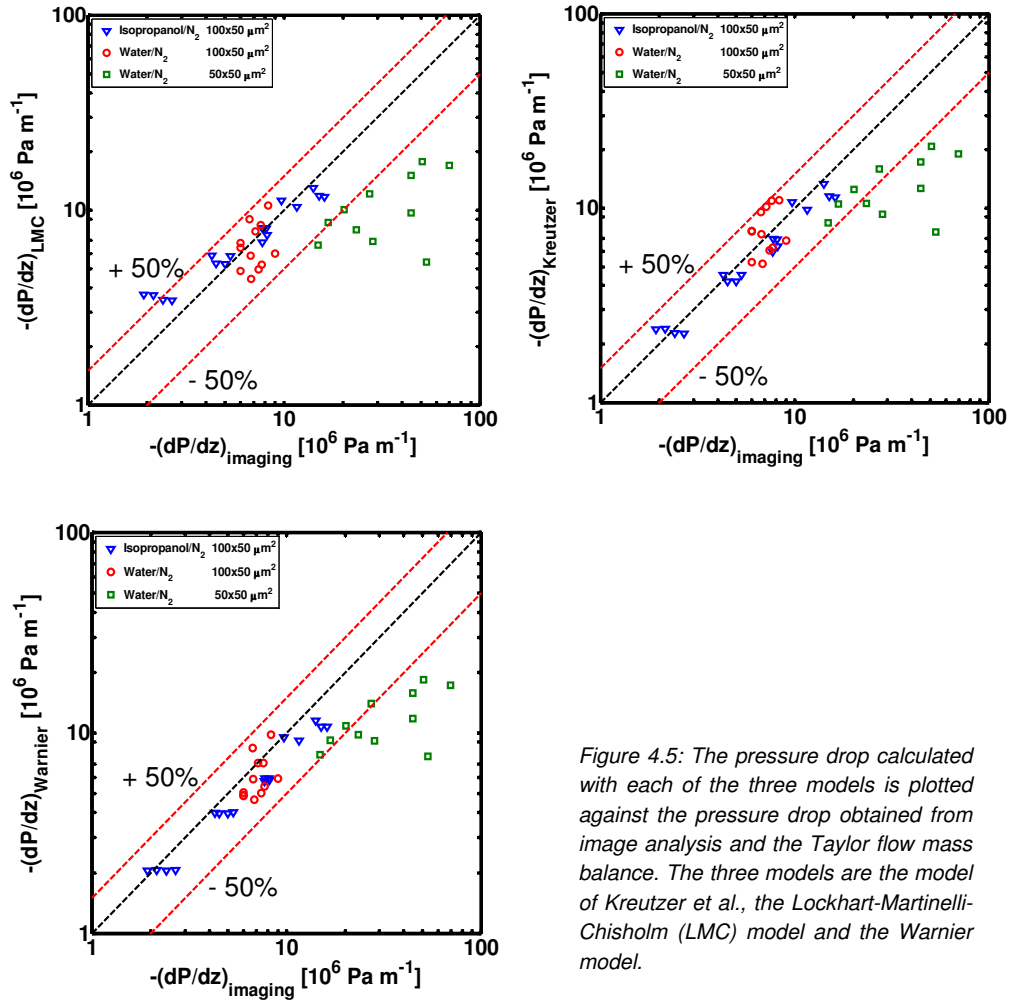 100
Isopropanol/N2 100x50 μm2
Water/N2 100x50 μm2
Water/N2 50x50 μm2
-(dP/dz)LMC [10^6 Pa m^-1]
10
+ 50%
- 50%
1
1
10
100
-(dP/dz)imaging [10^6 Pa m^-1]
100
Isopropanol/N2 100x50 μm2
Water/N2 100x50 μm2
Water/N2 50x50 μm2
-(dP/dz)Kreutzer [10^6 Pa m^-1]
10
+ 50%
- 50%
1
1
10
100
-(dP/dz)imaging [10^6 Pa m^-1]
100
Isopropanol/N2 100x50 μm2
Water/N2 100x50 μm2
Water/N2 50x50 μm2
-(dP/dz)Warnier [10^6 Pa m^-1]
10
+ 50%
- 50%
1
1
10
100
-(dP/dz)imaging [10^6 Pa m^-1]
Figure 4.5: The pressure drop calculated
with each of the three models is plotted
against the pressure drop obtained from
image analysis and the Taylor flow mass
balance. The three models are the model
of Kreutzer et al., the Lockhart-Martinelli-
Chisholm (LMC) model and the Warnier
model.